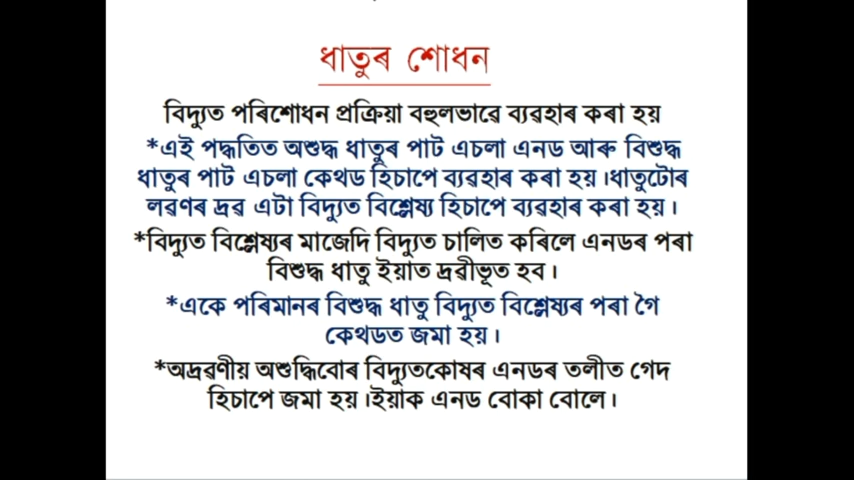 ধাতুৰ শোধন
বিদ্যুত পৰিশোধন প্ৰক্ৰিয়া বহুলভাৱে ব্যৱহাৰ কৰা হয়
*এই পদ্ধতিত অশুদ্ধ ধাতুৰ পাট এচলা এনড আৰু বিশুদ্ধ
ধাতুৰ পাট এচলা কেথড হিচাপে ব্যৱহাৰ কৰা হয়।ধাতুটোৰ
লৱণৰ দ্ৰৱ এটা বিদ্যুত বিশ্লেষ্য হিচাপে ব্যৱহাৰ কৰা হয়।
*বিদ্যুত বিশ্লেষ্যৰ মাজেদি বিদ্যুত চালিত কৰিলে এনডৰ পৰা
বিশুদ্ধ ধাতু ইয়াত দ্ৰৱীভূত হব।
*একে পৰিমানৰ বিশুদ্ধ ধাতু বিদ্যুত বিশ্লেষ্যৰ পৰা গৈ
কেথডত জমা হয়।
*অদ্ৰৱণীয় অশুদ্ধিবোৰ বিদ্যুতকোষৰ এনডৰ তলীত গেদ
হিচাপে জমা হয়।ইয়াক এনড বোকা বোলে।